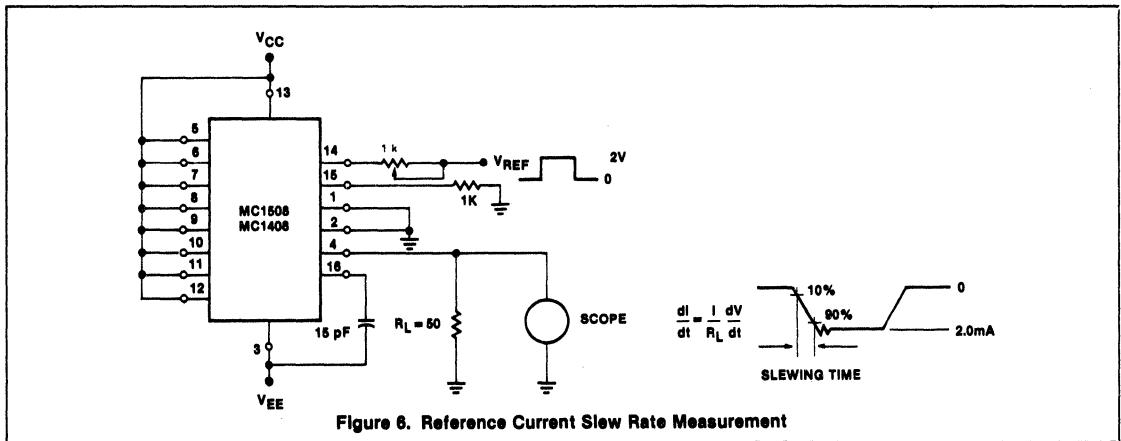 VCC
13
5
6
7
8
9
10
11
12
MC1508
MC1408
14
15
1
2
4
16
3
VEE
1 k
VREF
2V
0
1K
15 pF
RL = 50
SCOPE
dI/dt = I/RL dV/dt
10%
90%
0
2.0mA
SLEWING TIME
Figure 6. Reference Current Slew Rate Measurement